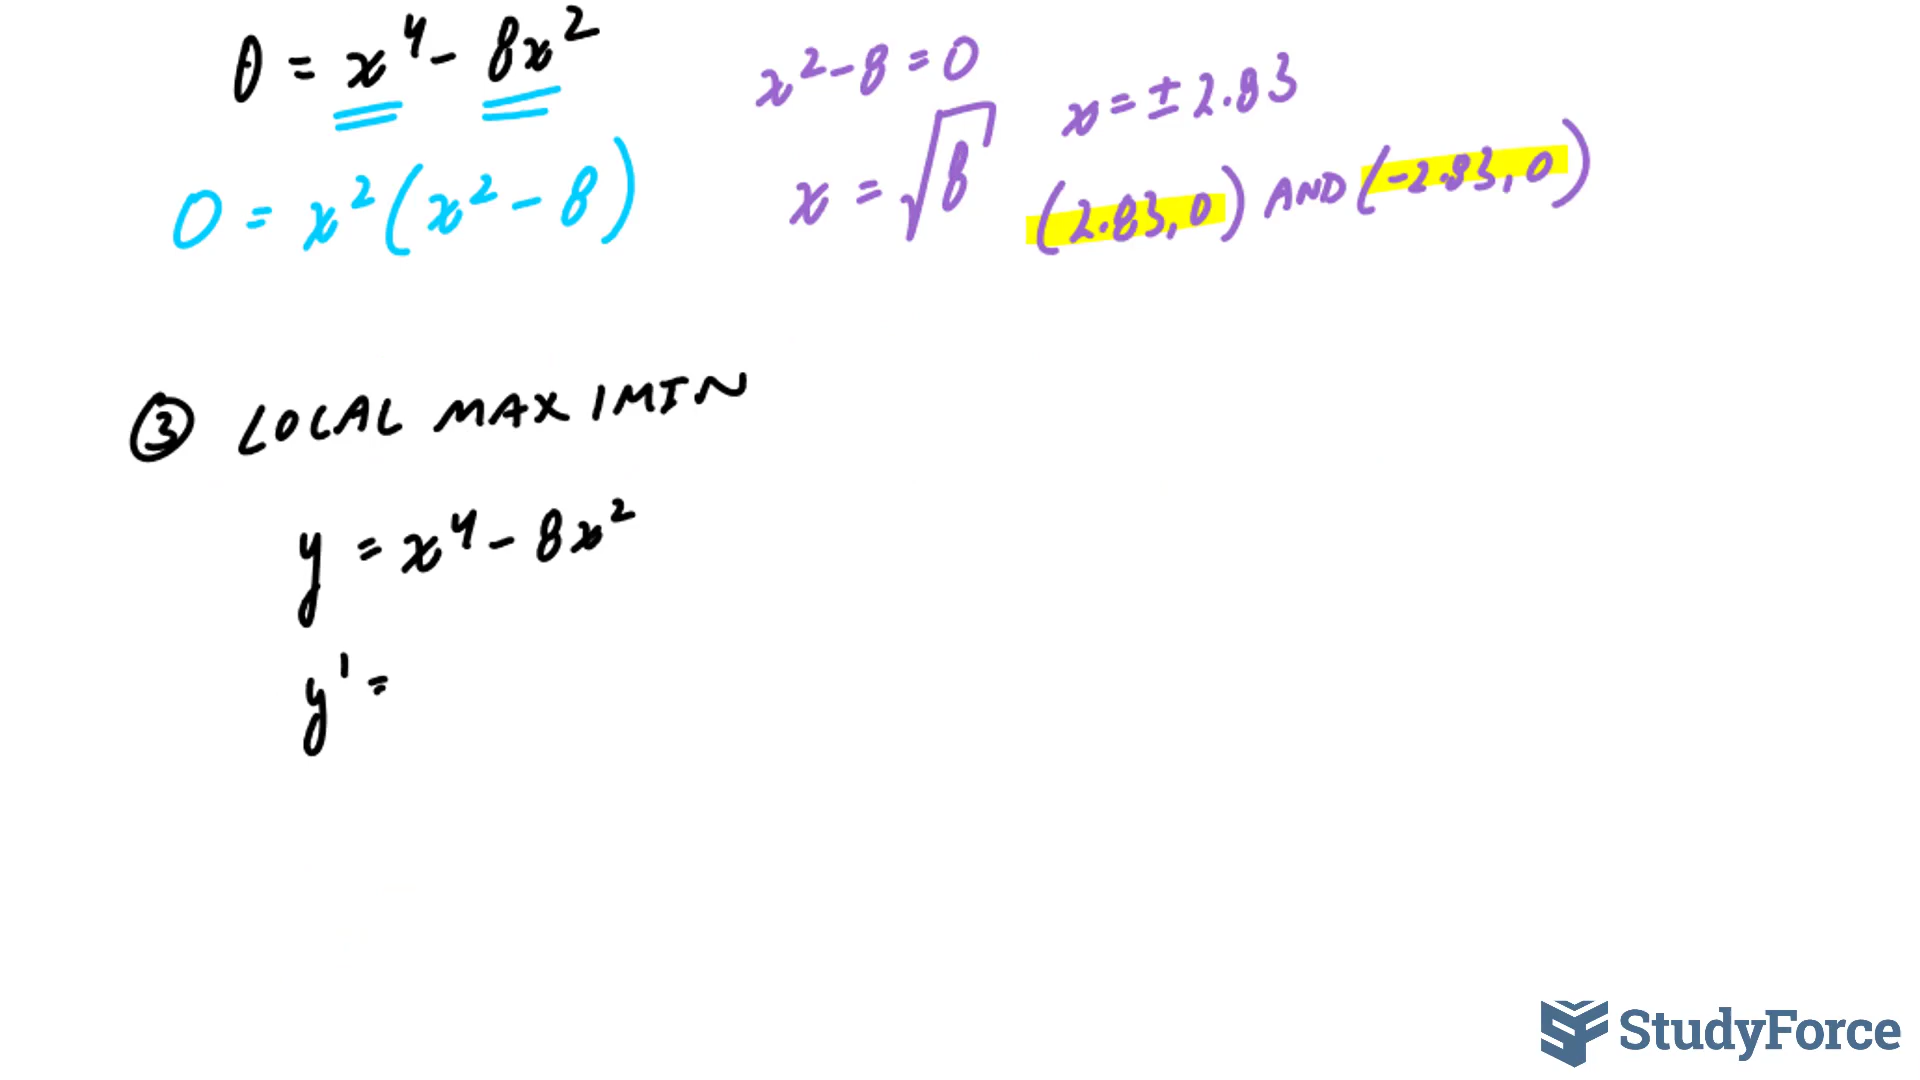 0 = x⁴ - 8x²
0 = x²(x² - 8)
x² - 8 = 0
x = √8
x = ± 2.83
(2.83, 0) AND (-2.83, 0)
③ LOCAL MAX / MIN
y = x⁴ - 8x²
y' =
StudyForce